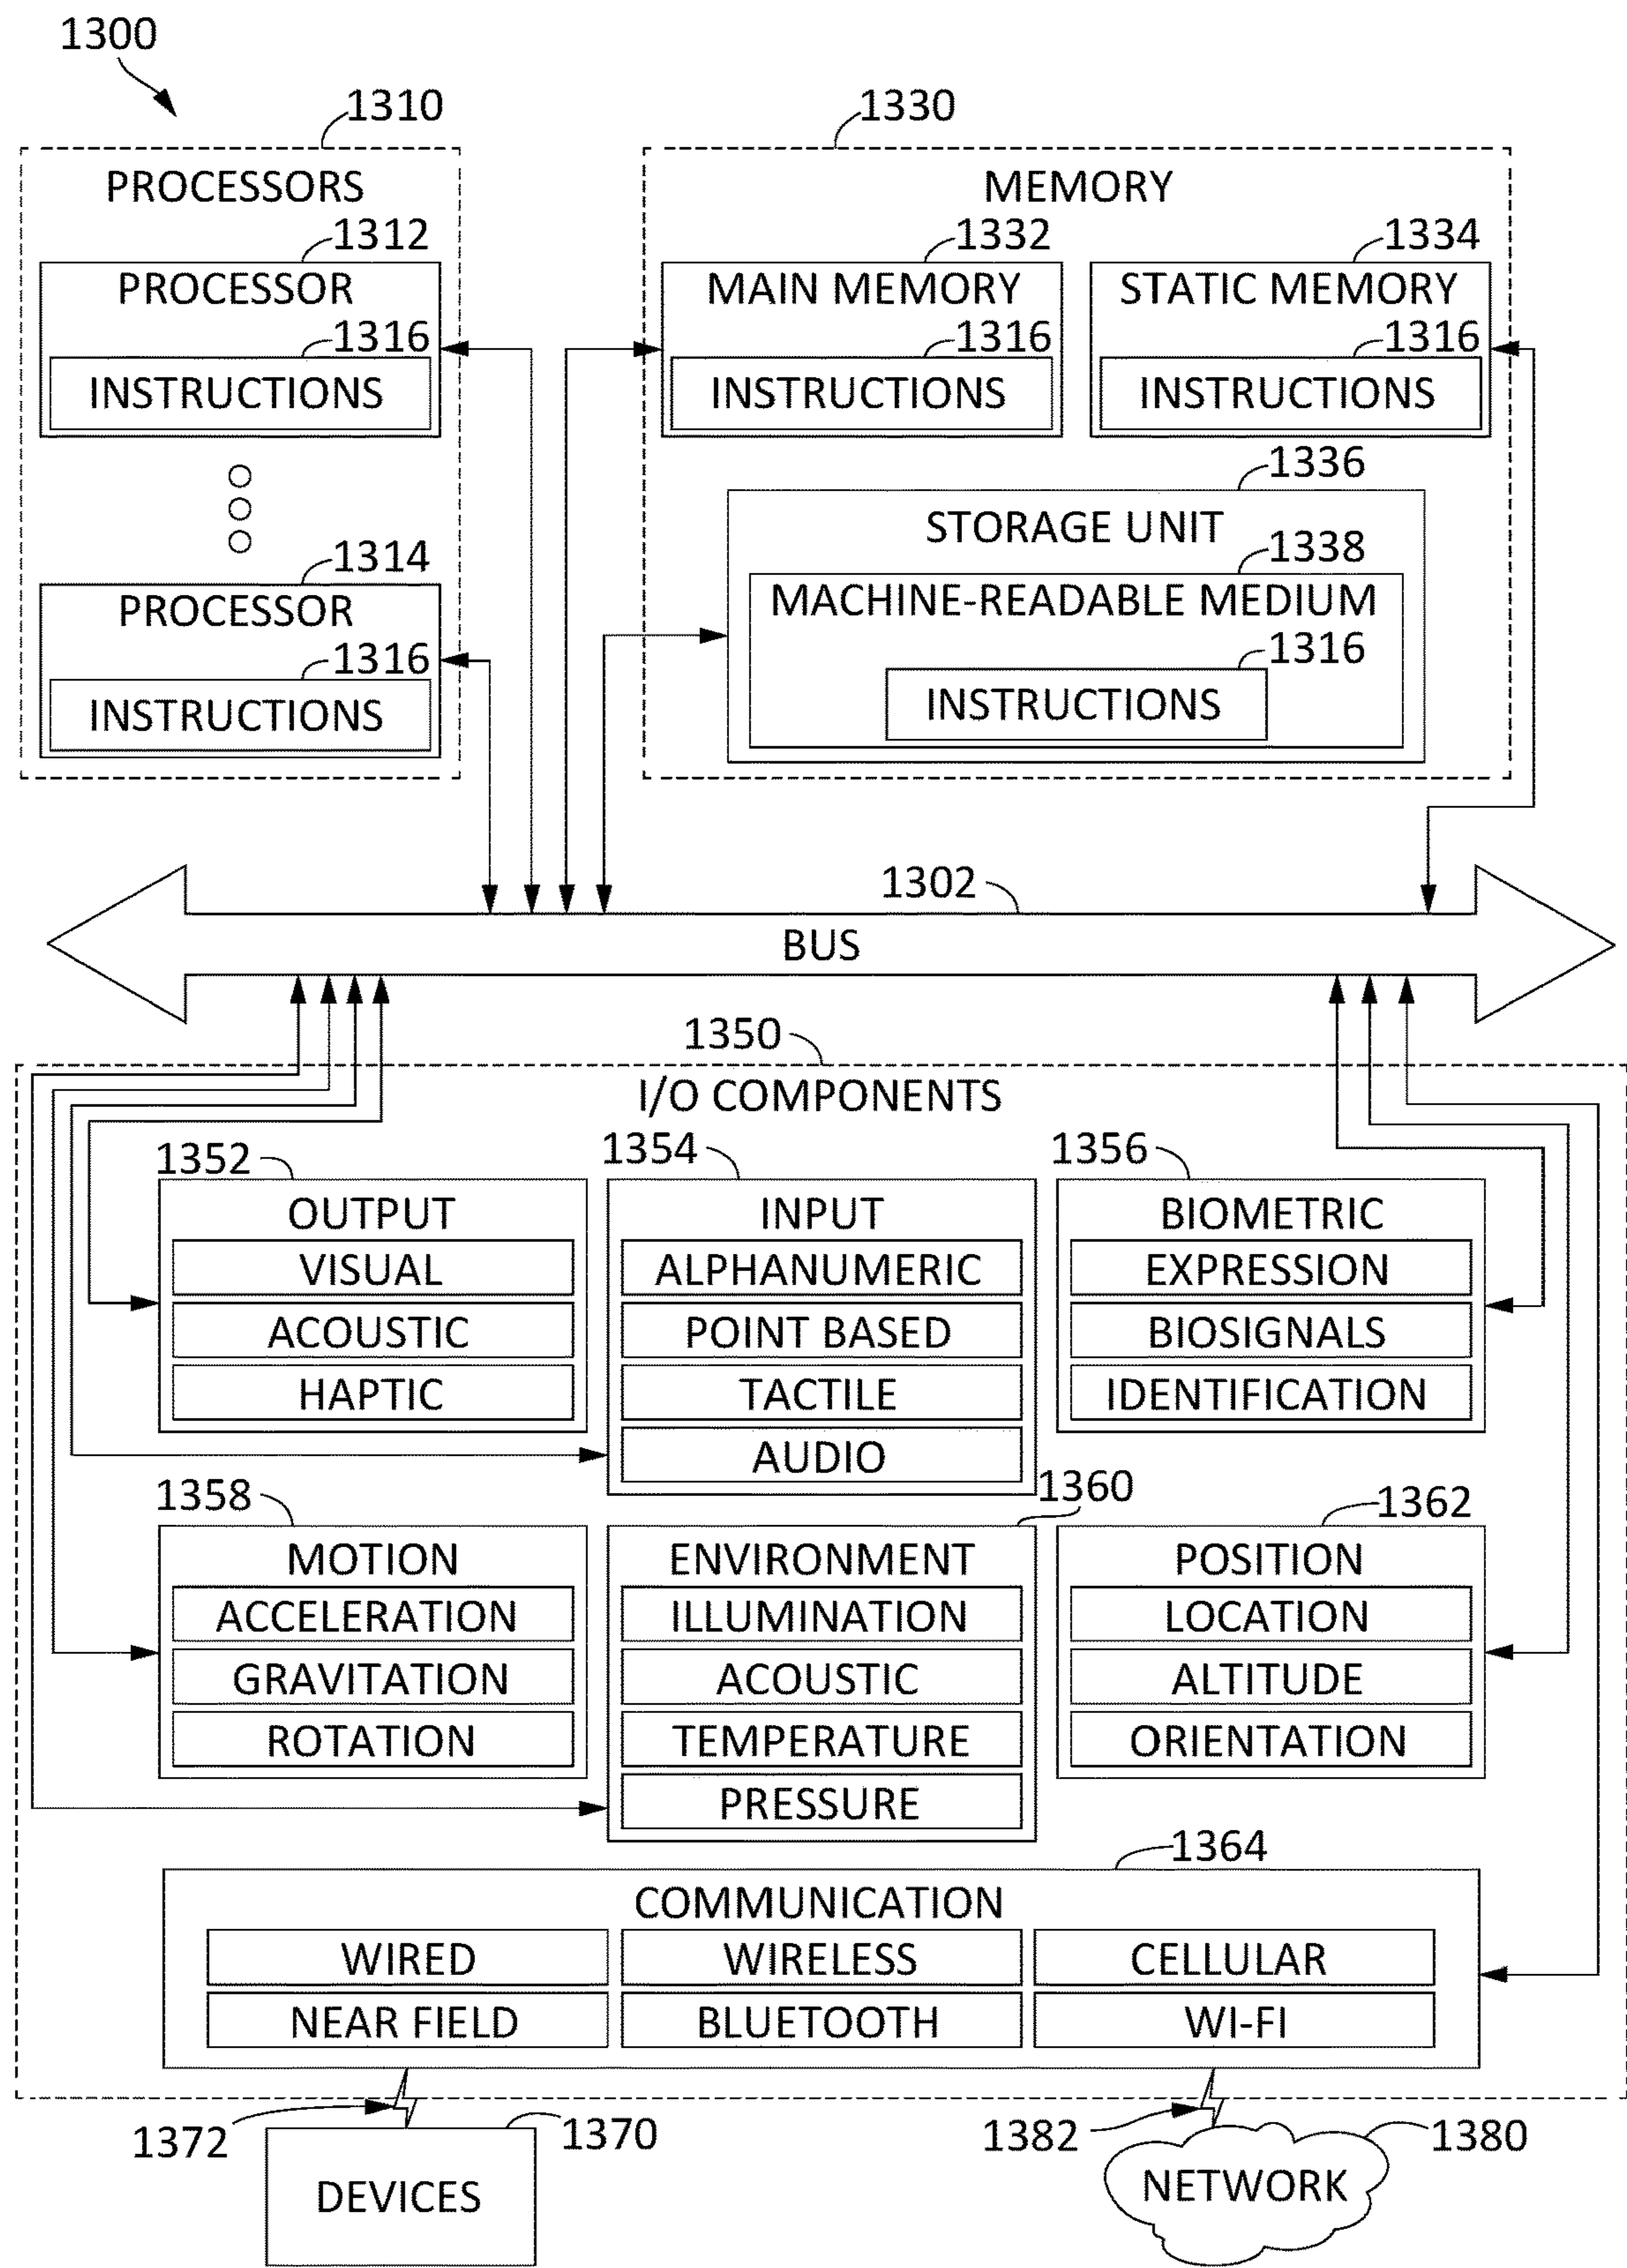 1300
1310
1330
PROCESSORS
MEMORY
1312
1332
1334
PROCESSOR
MAIN MEMORY
STATIC MEMORY
1316
1316
1316
INSTRUCTIONS
INSTRUCTIONS
INSTRUCTIONS
1336
STORAGE UNIT
1314
1338
PROCESSOR
MACHINE-READABLE MEDIUM
1316
1316
INSTRUCTIONS
INSTRUCTIONS
1302
BUS
1350
I/O COMPONENTS
1352
1354
1356
OUTPUT
INPUT
BIOMETRIC
VISUAL
ALPHANUMERIC
EXPRESSION
ACOUSTIC
POINT BASED
BIOSIGNALS
HAPTIC
TACTILE
IDENTIFICATION
AUDIO
1358
1360
1362
MOTION
ENVIRONMENT
POSITION
ACCELERATION
ILLUMINATION
LOCATION
GRAVITATION
ACOUSTIC
ALTITUDE
ROTATION
TEMPERATURE
ORIENTATION
PRESSURE
1364
COMMUNICATION
WIRED
WIRELESS
CELLULAR
NEAR FIELD
BLUETOOTH
WI-FI
1372
1370
1382
1380
DEVICES
NETWORK